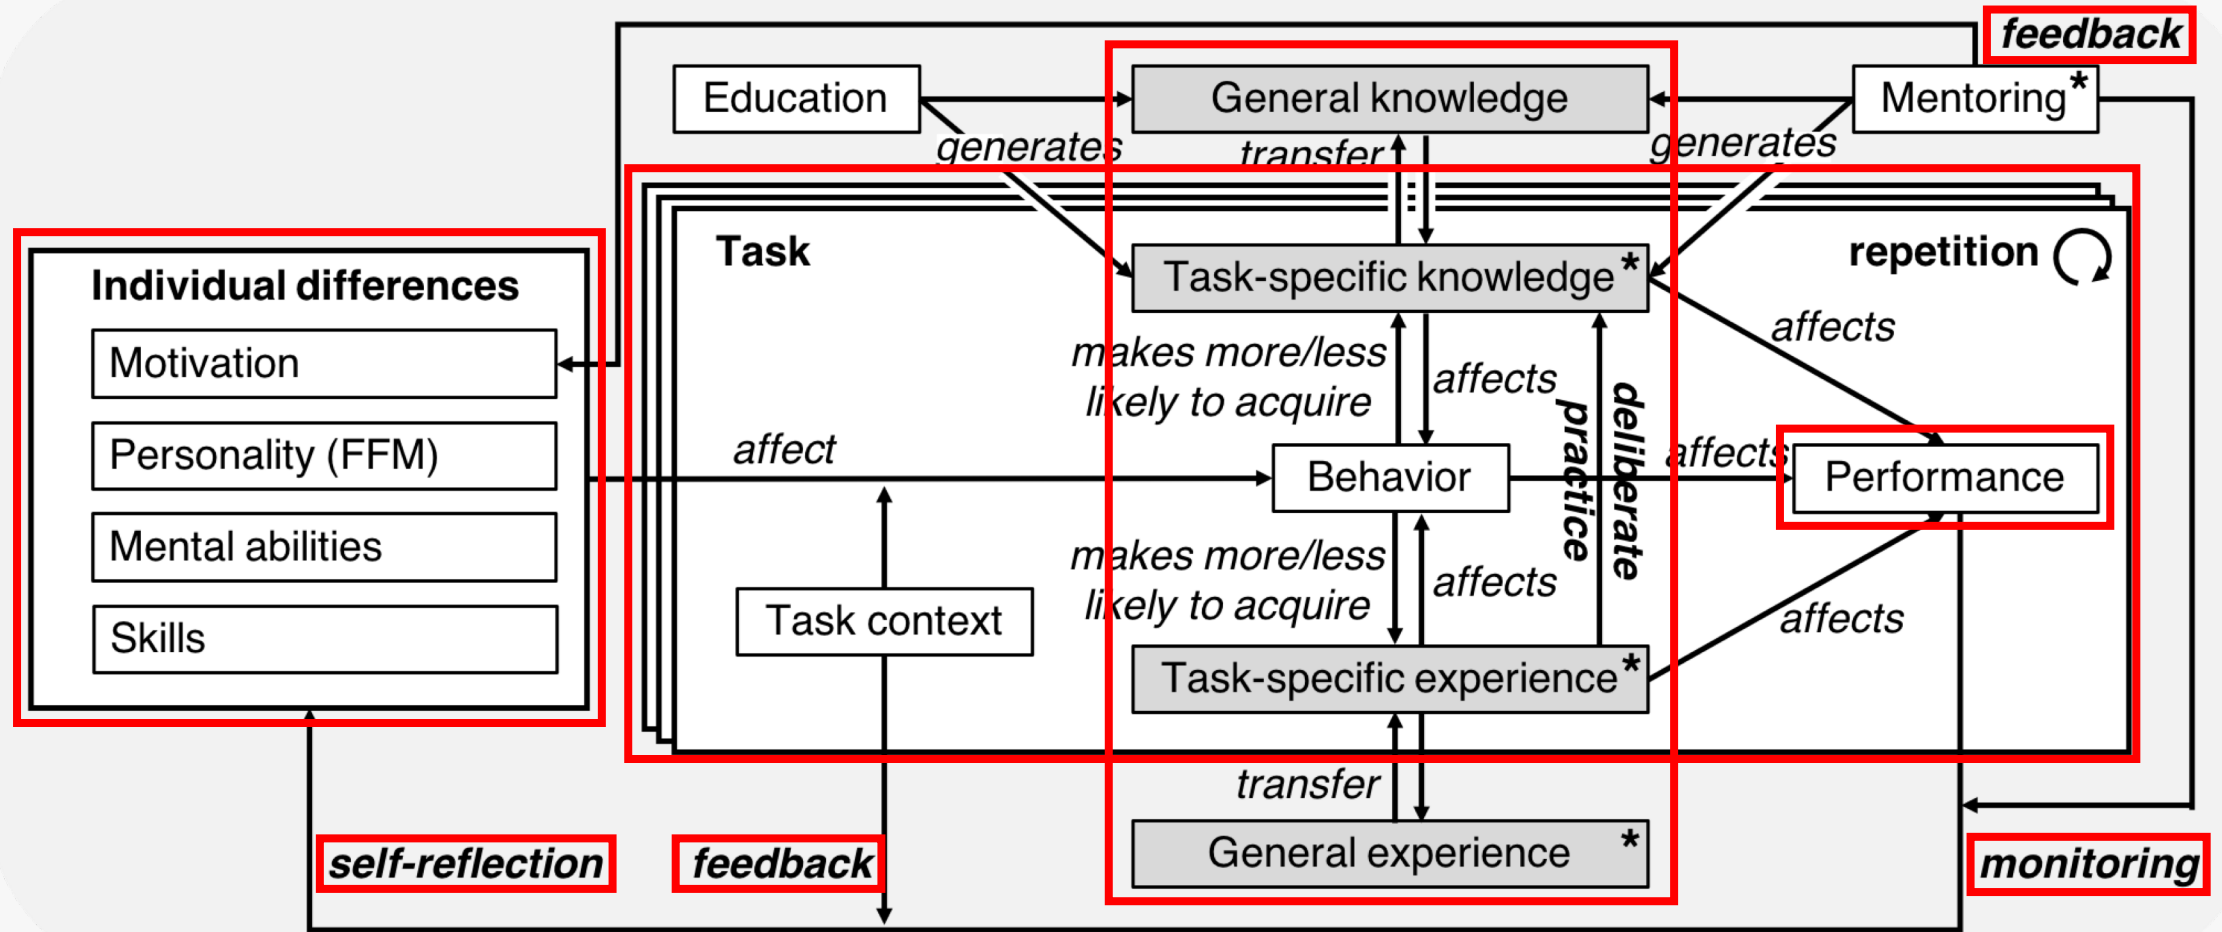 feedback
Education
General knowledge
Mentoring*
generates
transfer
generates
Task
Task-specific knowledge*
repetition
Individual differences
Motivation
Personality (FFM)
Mental abilities
Skills
makes more/less
likely to acquire
affects
affects
deliberate
practice
affect
Behavior
affects
Performance
makes more/less
likely to acquire
affects
Task context
affects
Task-specific experience*
transfer
General experience *
self-reflection
feedback
monitoring